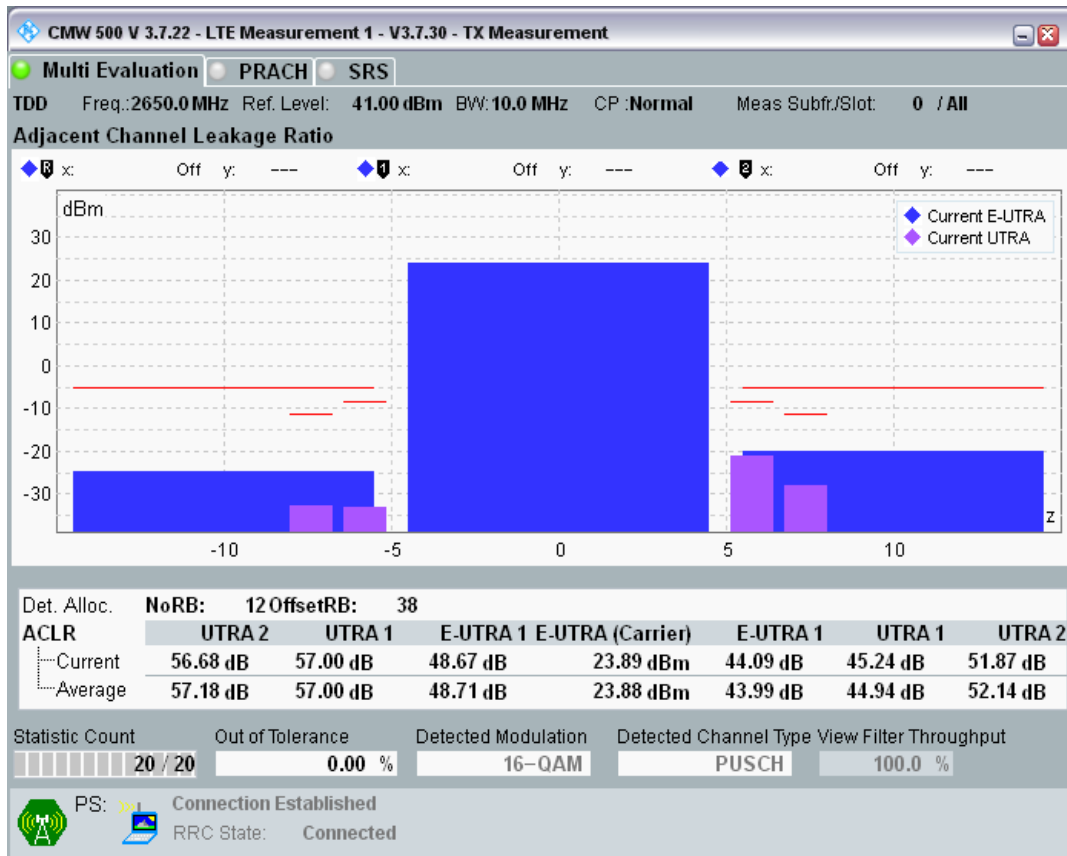 CMW 500 V 3.7.22 - LTE Measurement 1 - V3.7.30 - TX Measurement
Multi Evaluation PRACH SRS
TDD Freq.:2650.0 MHz Ref. Level: 41.00 dBm BW:10.0 MHz CP :Normal Meas Subfr./Slot: 0 / All
Adjacent Channel Leakage Ratio
R x: Off y: --- 1 x: Off y: --- 2 x: Off y: ---
dBm
Current E-UTRA
Current UTRA
30
20
10
0
-10
-20
-30
z
-10 -5 0 5 10
Det. Alloc. NoRB: 12 OffsetRB: 38
ACLR UTRA 2 UTRA 1 E-UTRA 1 E-UTRA (Carrier) E-UTRA 1 UTRA 1 UTRA 2
Current 56.68 dB 57.00 dB 48.67 dB 23.89 dBm 44.09 dB 45.24 dB 51.87 dB
Average 57.18 dB 57.00 dB 48.71 dB 23.88 dBm 43.99 dB 44.94 dB 52.14 dB
Statistic Count Out of Tolerance Detected Modulation Detected Channel Type View Filter Throughput
20 / 20 0.00 % 16-QAM PUSCH 100.0 %
PS: Connection Established
RRC State: Connected